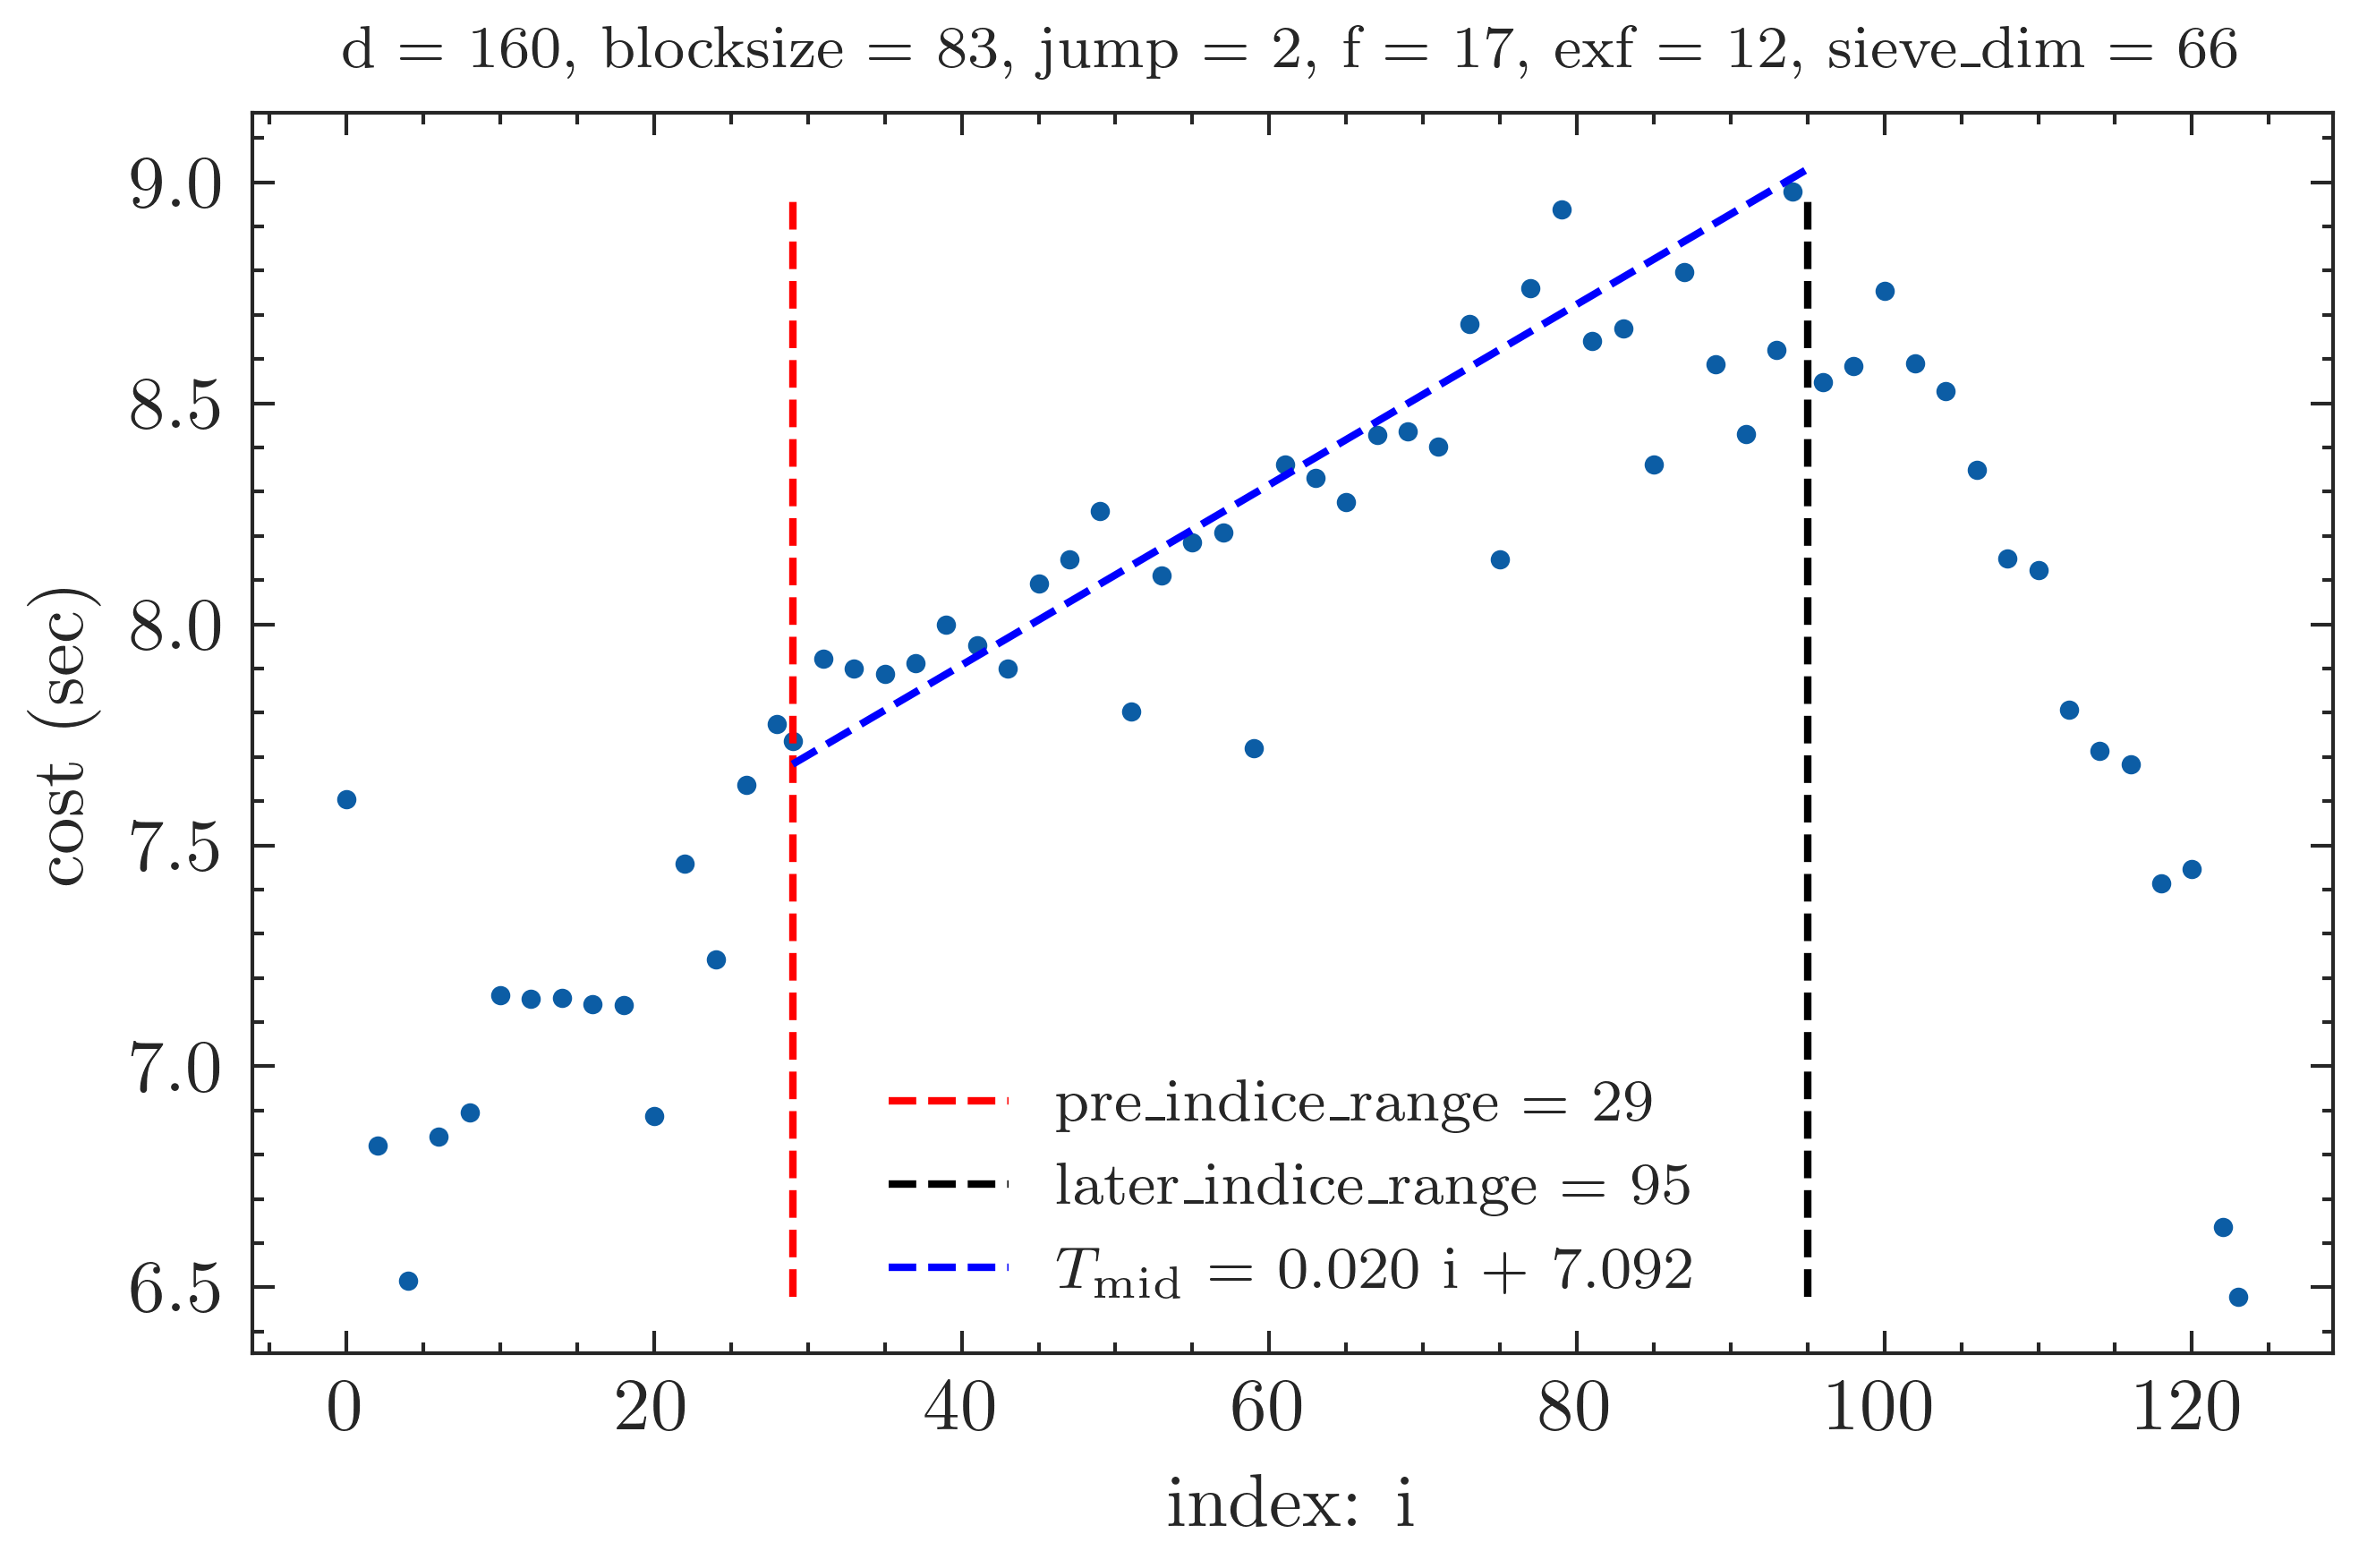 d = 160, blocksize = 83, jump = 2, f = 17, exf = 12, sieve_dim = 66
cost (sec)
9.0
8.5
8.0
7.5
7.0
6.5
pre_indice_range = 29
later_indice_range = 95
T_mid = 0.020 i + 7.092
0 20 40 60 80 100 120
index: i